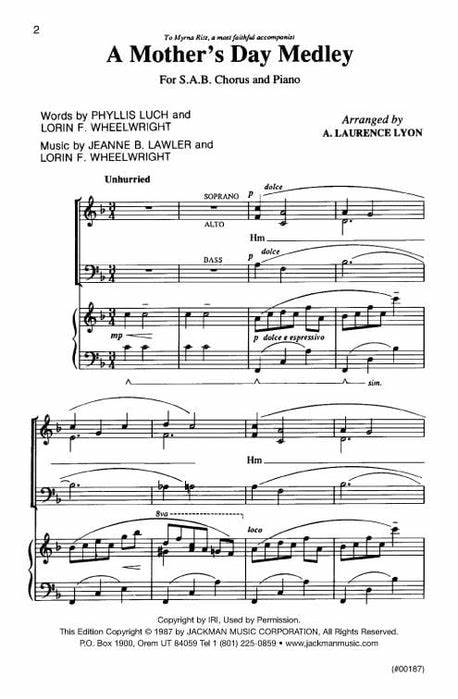 2
To Myrna Rist, a most faithful accompanist
A Mother's Day Medley
For S.A.B. Chorus and Piano
Words by PHYLLIS LUCH and
LORIN F. WHEELWRIGHT
Music by JEANNE B. LAWLER and
LORIN F. WHEELWRIGHT
Arranged by
A. LAURENCE LYON
Unhurried
SOPRANO
p dolce
ALTO
Hm
BASS
p
mp
p dolce e espressivo
sim.
Hm
8va
loco
Copyright by IRI, Used by Permission.
This Edition Copyright © 1987 by JACKMAN MUSIC CORPORATION, All Rights Reserved.
P.O. Box 1900, Orem UT 84059 Tel 1 (801) 225-0859 • www.jackmanmusic.com
(#00187)